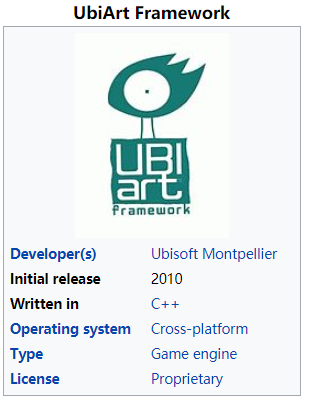 UbiArt Framework
UBI
art
framework
Developer(s) Ubisoft Montpellier
Initial release 2010
Written in C++
Operating system Cross-platform
Type Game engine
License Proprietary